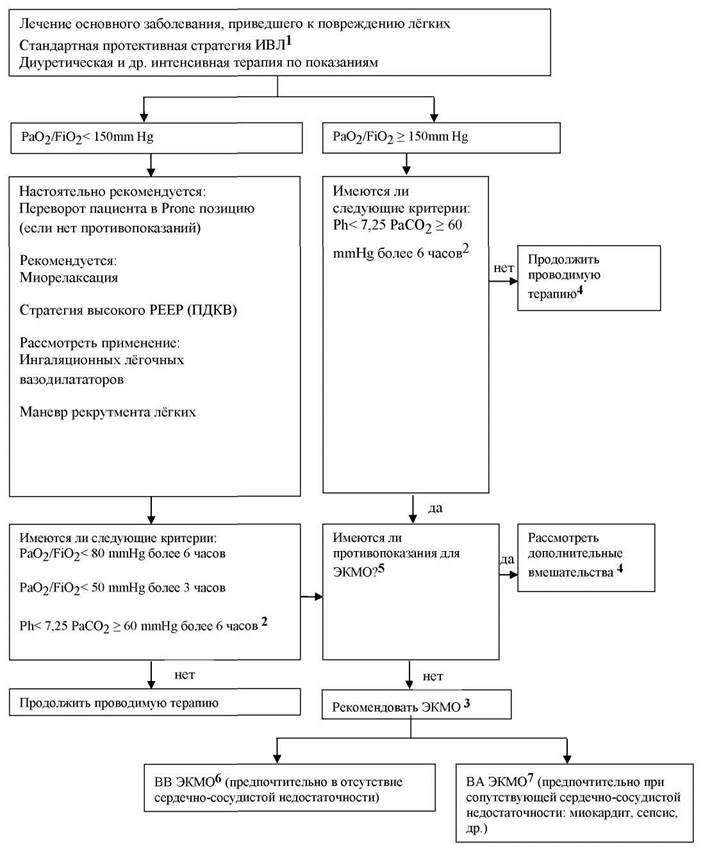 Лечение основного заболевания, приведшего к повреждению лёгких
Стандартная протективная стратегия ИВЛ1
Диуретическая и др. интенсивная терапия по показаниям
PaO2/FiO2< 150mm Hg
PaO2/FiO2 ≥ 150mm Hg
Настоятельно рекомендуется:
Переворот пациента в Prone позицию
(если нет противопоказаний)
Рекомендуется:
Миорелаксация
Стратегия высокого PEEP (ПДКВ)
Рассмотреть применение:
Ингаляционных лёгочных
вазодилататоров
Маневр рекрутмента лёгких
Имеются ли
следующие критерии:
Ph< 7,25 PaCO2 ≥ 60
mmHg более 6 часов2
нет
Продолжить
проводимую
терапию4
да
Имеются ли следующие критерии:
PaO2/FiO2< 80 mmHg более 6 часов
PaO2/FiO2< 50 mmHg более 3 часов
Ph< 7,25 PaCO2 ≥ 60 mmHg более 6 часов 2
Имеются ли
противопоказания для
ЭКМО?5
да
Рассмотреть
дополнительные
вмешательства 4
нет
нет
Продолжить проводимую терапию
Рекомендовать ЭКМО 3
ВВ ЭКМО6 (предпочтительно в отсутствие
сердечно-сосудистой недостаточности)
ВА ЭКМО7 (предпочтительно при
сопутствующей сердечно-сосудистой
недостаточности: миокардит, сепсис,
др.)